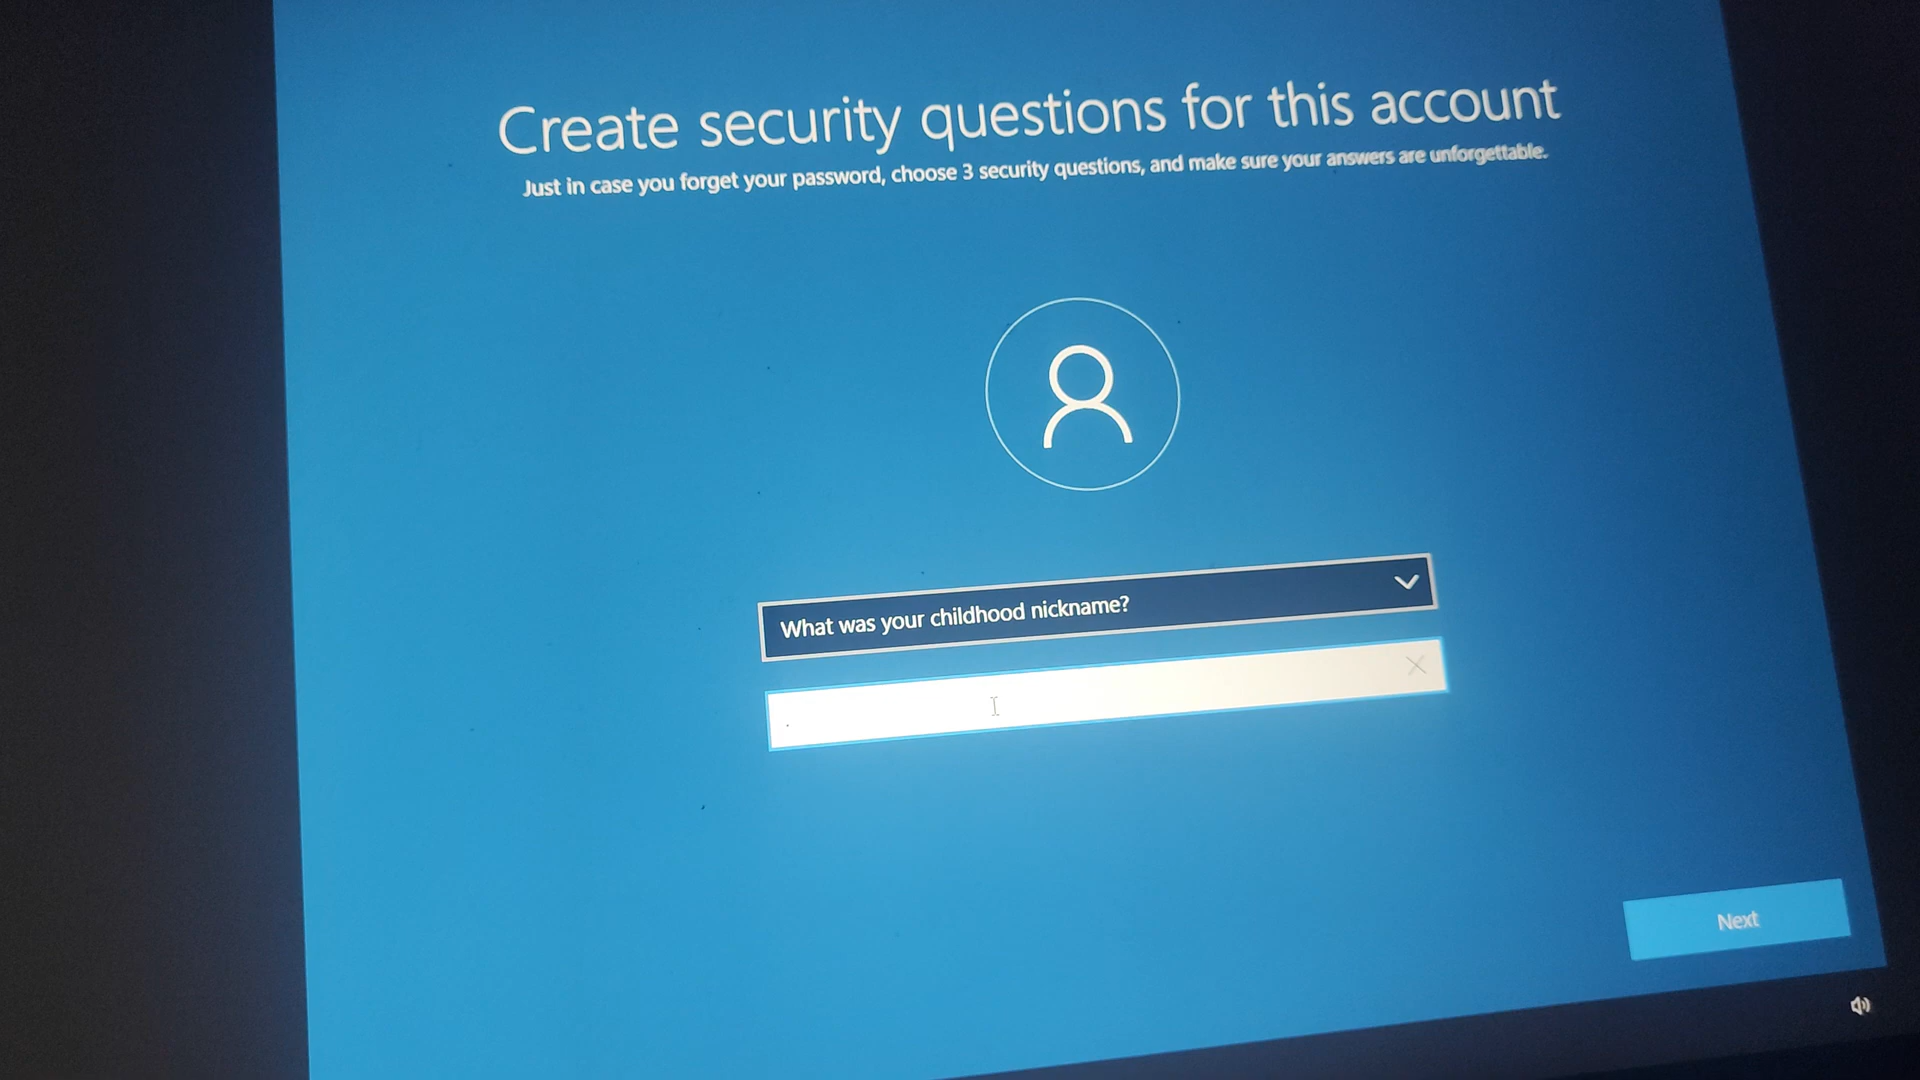 Create security questions for this account
Just in case you forget your password, choose 3 security questions, and make sure your answers are unforgettable.
What was your childhood nickname?
.
Next